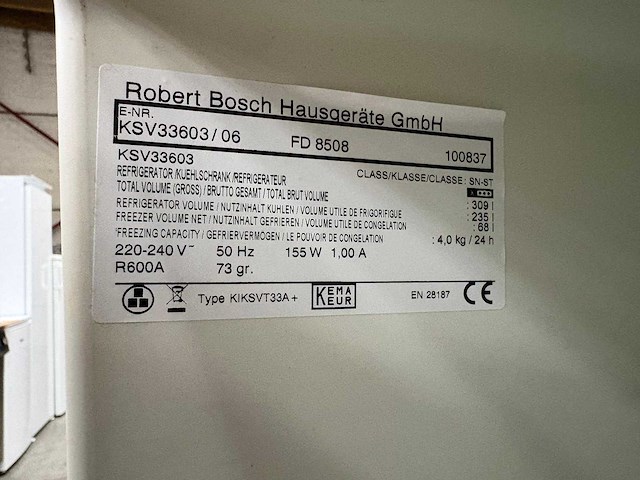 Robert Bosch Hausgeräte GmbH
E-NR.
KSV33603 / 06 FD 8508 100837
KSV33603
REFRIGERATOR /KUEHLSCHRANK /REFRIGERATEUR CLASS/KLASSE/CLASSE : SN-ST
TOTAL VOLUME (GROSS) / BRUTTO GESAMT / TOTAL BRUT VOLUME : 309 l
REFRIGERATOR VOLUME / NUTZINHALT KUHLEN / VOLUME UTILE DE FRIGORIFIQUE : 235 l
FREEZER VOLUME NET / NUTZINHALT GEFRIEREN / VOLUME UTILE DE CONGELATION : 68 l
FREEZING CAPACITY / GEFRIERVERMÖGEN / LE POUVOIR DE CONGELATION : 4,0 kg / 24 h
220-240 V~ 50 Hz 155 W 1,00 A
R600A 73 gr.
Type KIKSVT33A+ KEMA EUR EN 28187 CE